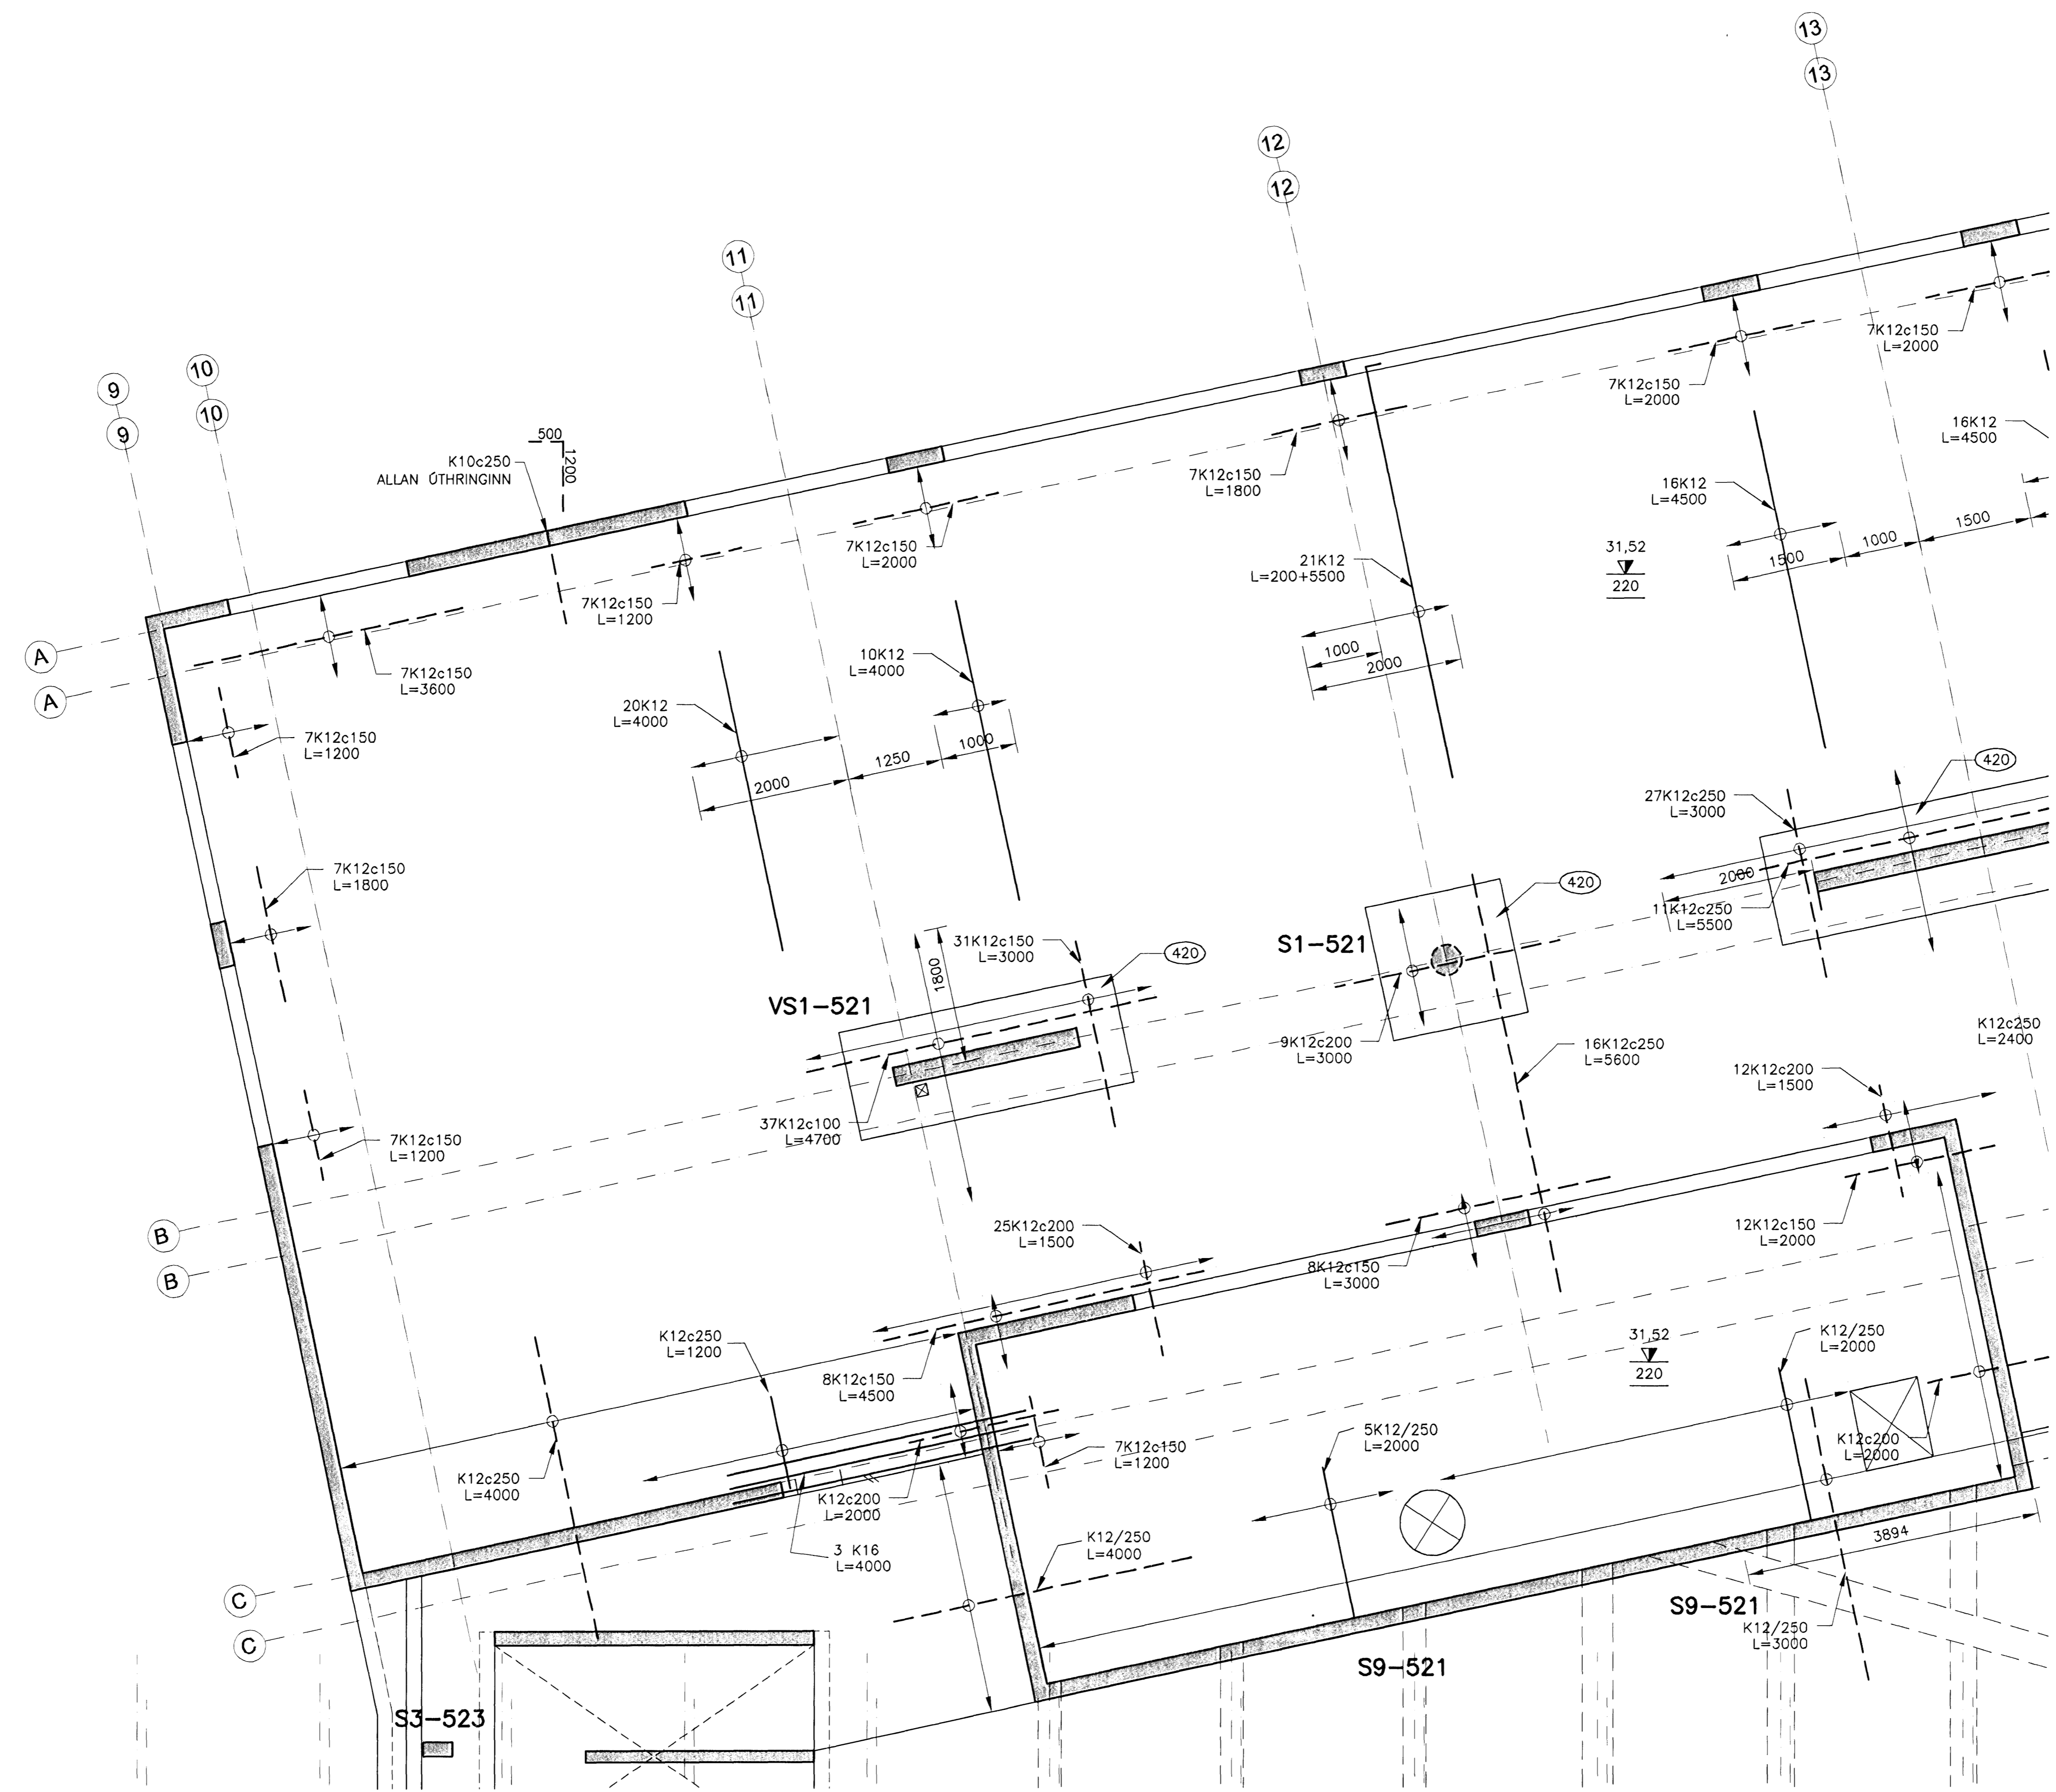 13
13
12
12
11
11
10
10
9
9
500
1200
K10c250
ALLAN ÚTHRINGINN
7K12c150
L=2000
7K12c150
L=2000
16K12
L=4500
7K12c150
L=1800
16K12
L=4500
7K12c150
L=2000
21K12
L=200+5500
31,52
220
1500
1000
1500
7K12c150
L=1200
A
A
7K12c150
L=3600
10K12
L=4000
1000
2000
20K12
L=4000
7K12c150
L=1200
1250
1000
2000
420
27K12c250
L=3000
2000
7K12c150
L=1800
420
11K12c250
L=5500
31K12c150
L=3000
420
S1-521
1800
VS1-521
9K12c200
L=3000
16K12c250
L=5600
K12c250
L=2400
12K12c200
L=1500
37K12c100
L=4700
7K12c150
L=1200
B
B
25K12c200
L=1500
12K12c150
L=2000
8K12c150
L=3000
K12c250
L=1200
31,52
220
K12/250
L=2000
8K12c150
L=4500
5K12/250
L=2000
K12c200
L=2000
7K12c150
L=1200
K12c250
L=4000
K12c200
L=2000
3 K16
L=4000
K12/250
L=4000
3894
C
C
S9-521
K12/250
L=3000
S9-521
S3-523